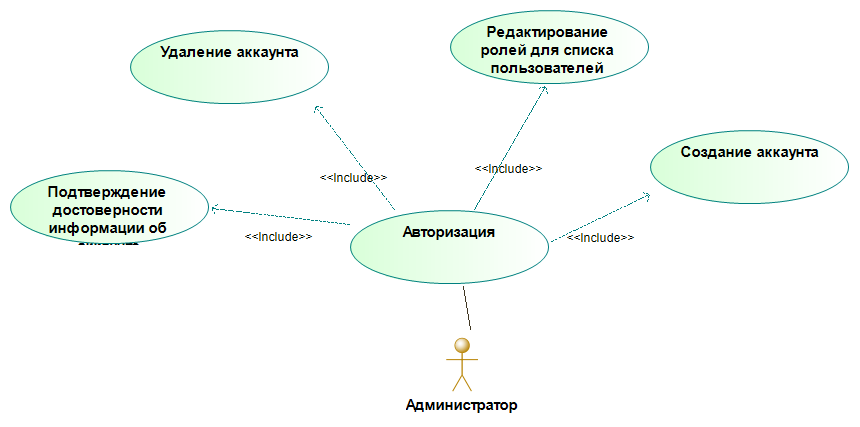 Удаление аккаунта
Редактирование
ролей для списка
пользователей
Создание аккаунта
<<Include>>
<<Include>>
Подтверждение
достоверности
информации об
Авторизация
<<Include>>
<<Include>>
Администратор